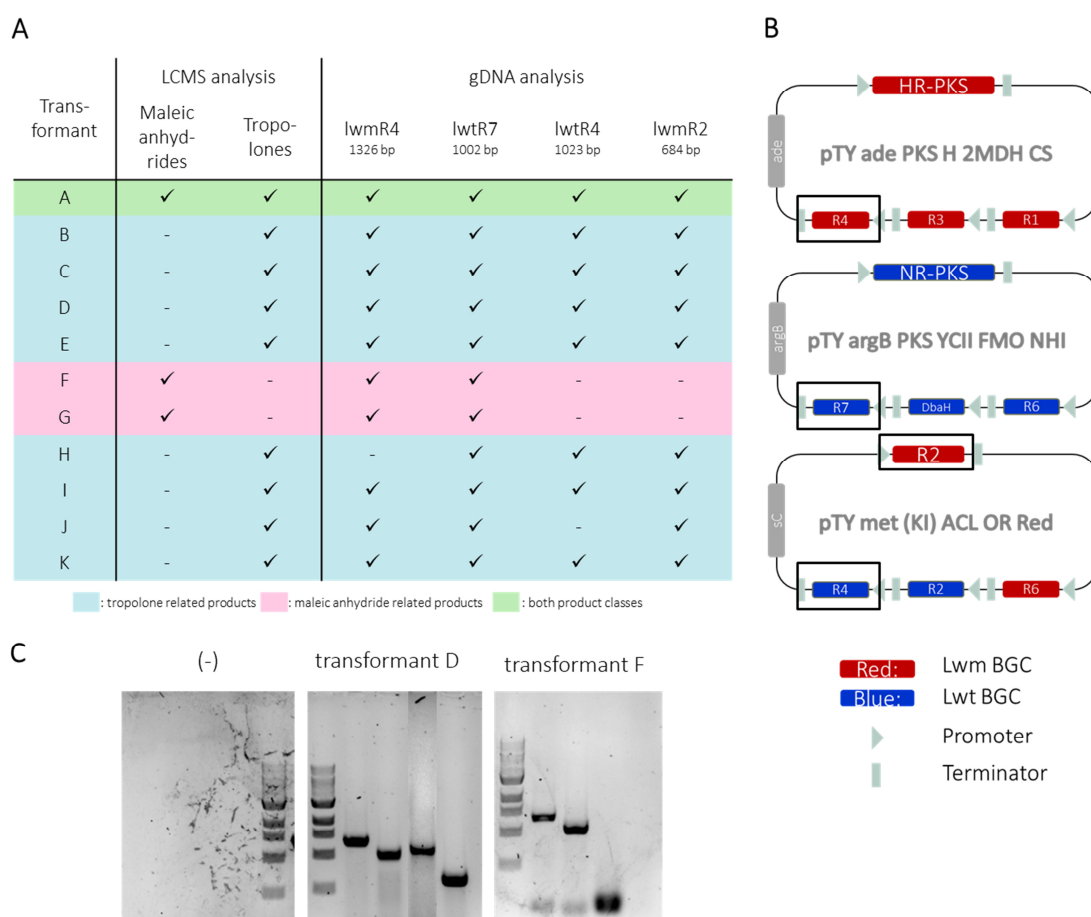 A
LCMS analysis
gDNA analysis
Trans-
formant
Maleic
anhyd-
rides
Tropo-
lones
lwmR4
1326 bp
lwtR7
1002 bp
lwtR4
1023 bp
lwmR2
684 bp
A ✓ ✓ ✓ ✓ ✓ ✓
B - ✓ ✓ ✓ ✓ ✓
C - ✓ ✓ ✓ ✓ ✓
D - ✓ ✓ ✓ ✓ ✓
E - ✓ ✓ ✓ ✓ ✓
F ✓ - ✓ ✓ - -
G ✓ - ✓ ✓ - -
H - ✓ - ✓ ✓ ✓
I - ✓ ✓ ✓ ✓ ✓
J - ✓ ✓ ✓ - ✓
K - ✓ ✓ ✓ ✓ ✓
: tropolone related products
: maleic anhydride related products
: both product classes
B
HR-PKS
ade
pTY ade PKS H 2MDH CS
R4
R3
R1
NR-PKS
argB
pTY argB PKS YCII FMO NHI
R7
DbaH
R6
R2
sC
pTY met (KI) ACL OR Red
R4
R2
R6
Red: Lwm BGC
Blue: Lwt BGC
Promoter
Terminator
C
(-)
transformant D
transformant F